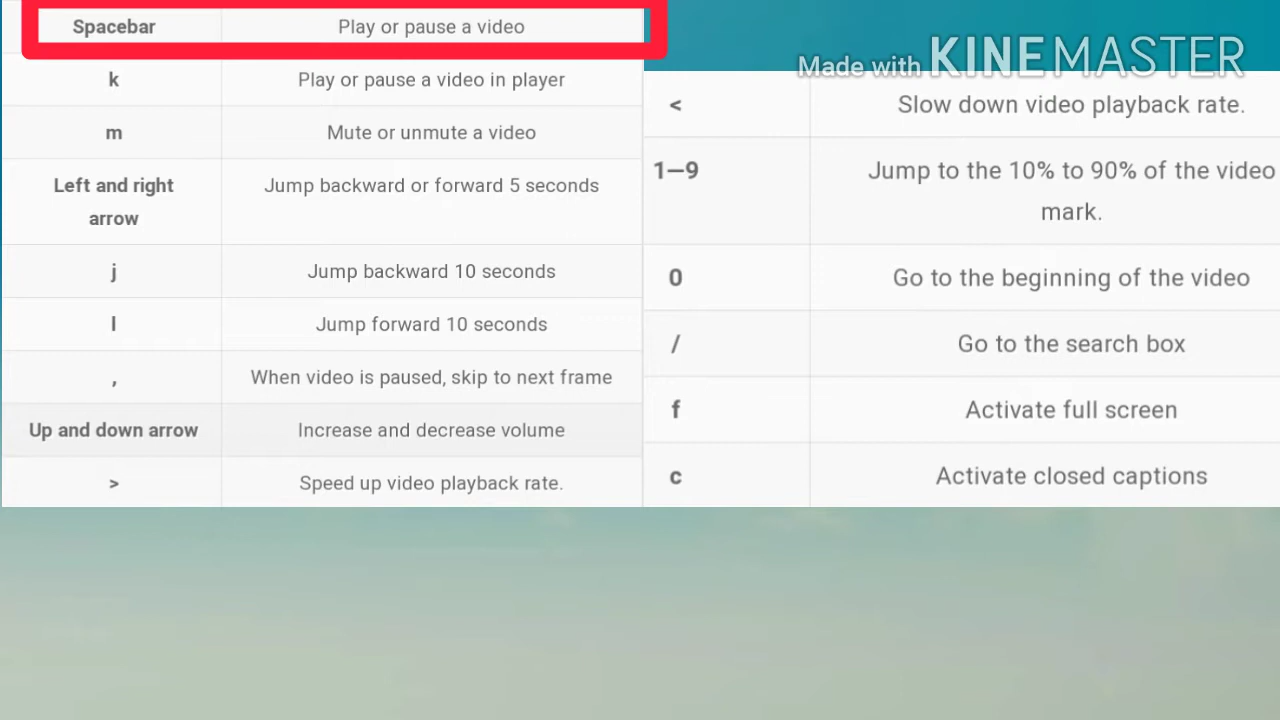 Spacebar Play or pause a video
k Play or pause a video in player
m Mute or unmute a video
Left and right Jump backward or forward 5 seconds
arrow
j Jump backward 10 seconds
l Jump forward 10 seconds
, When video is paused, skip to next frame
Up and down arrow Increase and decrease volume
> Speed up video playback rate.
Made with KINEMASTER
< Slow down video playback rate.
1—9 Jump to the 10% to 90% of the video
mark.
0 Go to the beginning of the video
/ Go to the search box
f Activate full screen
c Activate closed captions